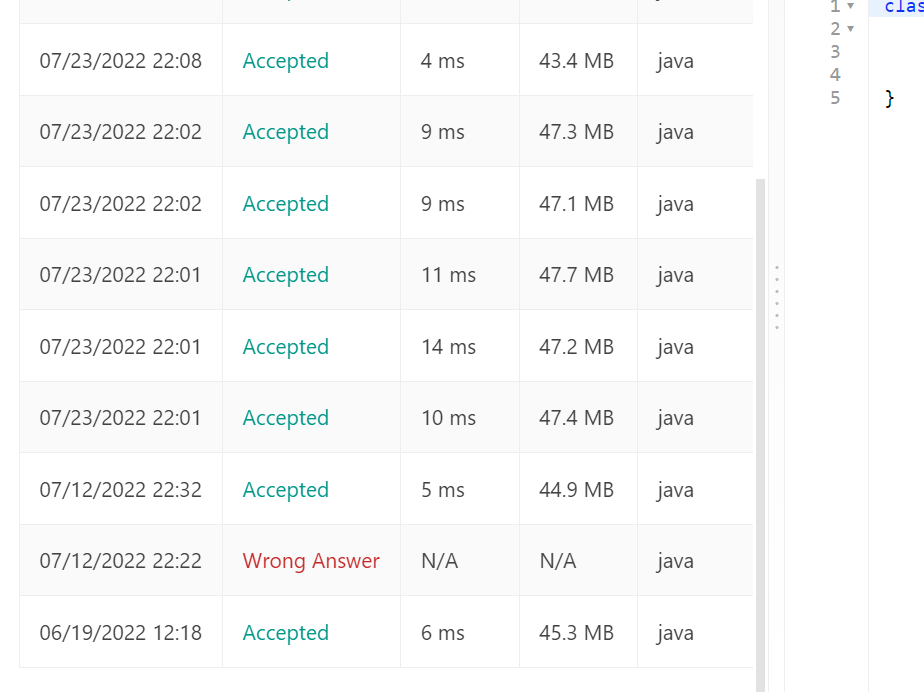 07/23/2022 22:08 Accepted 4 ms 43.4 MB java
07/23/2022 22:02 Accepted 9 ms 47.3 MB java
07/23/2022 22:02 Accepted 9 ms 47.1 MB java
07/23/2022 22:01 Accepted 11 ms 47.7 MB java
07/23/2022 22:01 Accepted 14 ms 47.2 MB java
07/23/2022 22:01 Accepted 10 ms 47.4 MB java
07/12/2022 22:32 Accepted 5 ms 44.9 MB java
07/12/2022 22:22 Wrong Answer N/A N/A java
06/19/2022 12:18 Accepted 6 ms 45.3 MB java
1 clas
2
3
4
5 }